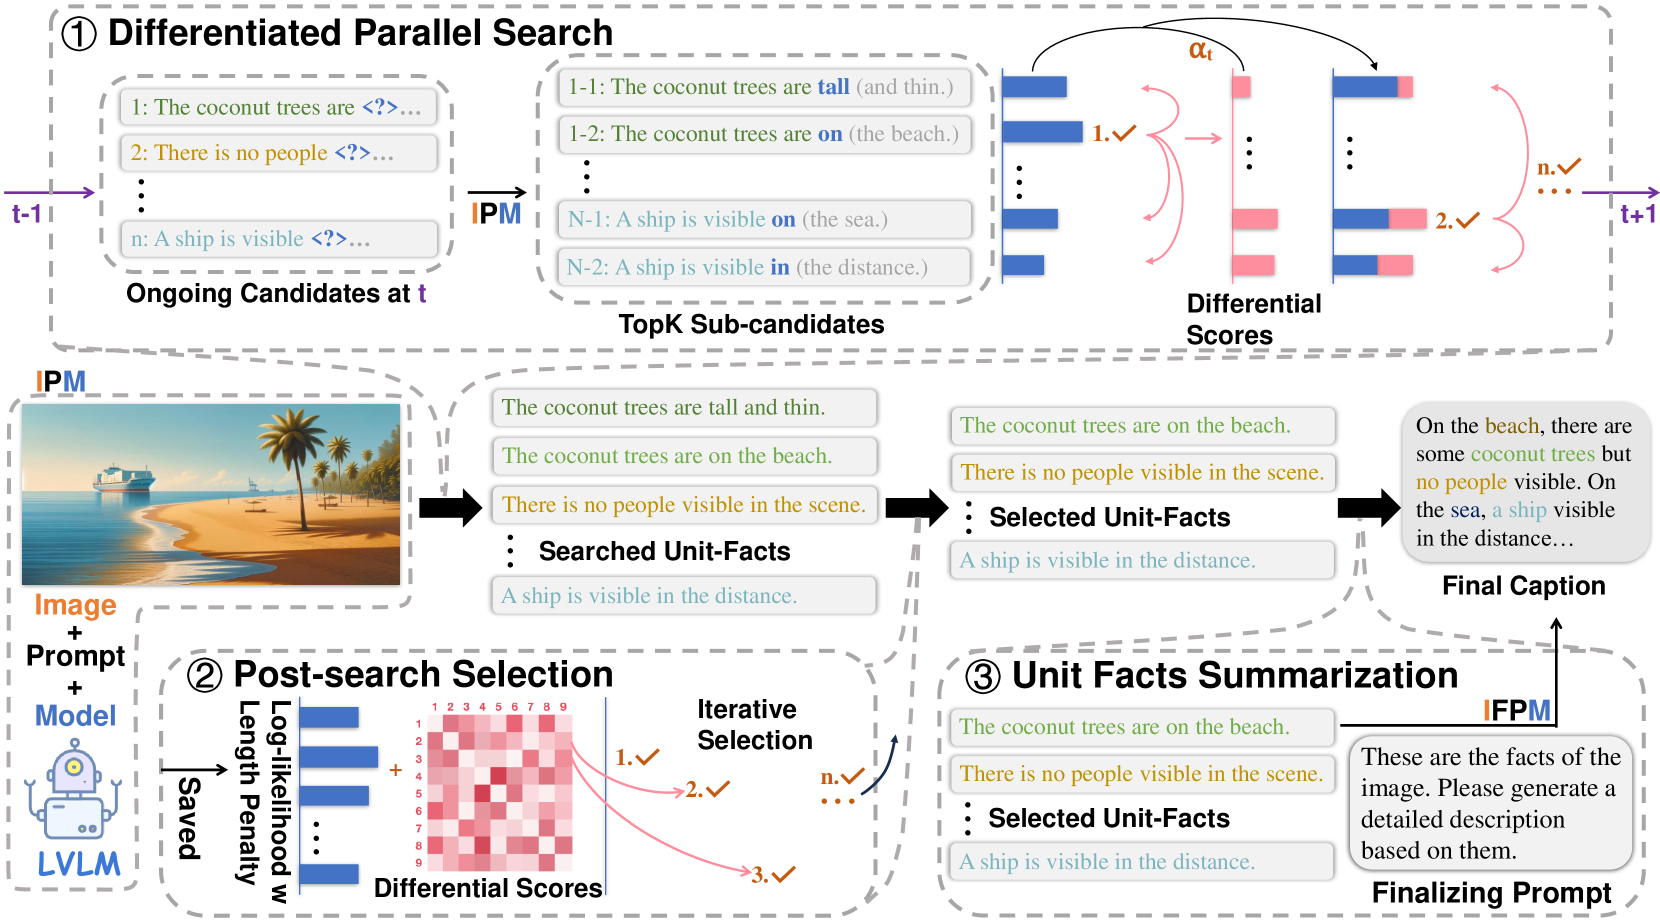 ① Differentiated Parallel Search
1: The coconut trees are <?>...
2: There is no people <?>...
n: A ship is visible <?>...
Ongoing Candidates at t
t-1
IPM
1-1: The coconut trees are tall (and thin.)
1-2: The coconut trees are on (the beach.)
N-1: A ship is visible on (the sea.)
N-2: A ship is visible in (the distance.)
TopK Sub-candidates
αt
1.
2.
n.
...
Differential
Scores
t+1
IPM
Image
+
Prompt
+
Model
LVLM
The coconut trees are tall and thin.
The coconut trees are on the beach.
There is no people visible in the scene.
Searched Unit-Facts
A ship is visible in the distance.
The coconut trees are on the beach.
There is no people visible in the scene.
Selected Unit-Facts
A ship is visible in the distance.
On the beach, there are
some coconut trees but
no people visible. On
the sea, a ship visible
in the distance...
Final Caption
② Post-search Selection
Saved
Log-likelihood w
Length Penalty
+
1 2 3 4 5 6 7 8 9
1
2
3
4
5
6
7
8
9
Differential Scores
Iterative
Selection
1.
2.
3.
n.
...
③ Unit Facts Summarization
The coconut trees are on the beach.
There is no people visible in the scene.
Selected Unit-Facts
A ship is visible in the distance.
IFPM
These are the facts of the
image. Please generate a
detailed description
based on them.
Finalizing Prompt